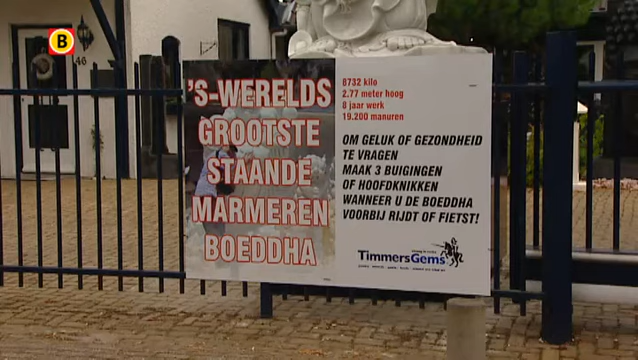 B
46
'S-WERELDS
GROOTSTE
STAANDE
MARMEREN
BOEDDHA
8732 kilo
2.77 meter hoog
8 jaar werk
19.200 manuren
OM GELUK OF GEZONDHEID
TE VRAGEN
MAAK 3 BUIGINGEN
OF HOOFDKNIKKEN
WANNEER U DE BOEDDHA
VOORBIJ RIJDT OF FIETST!
TimmersGems